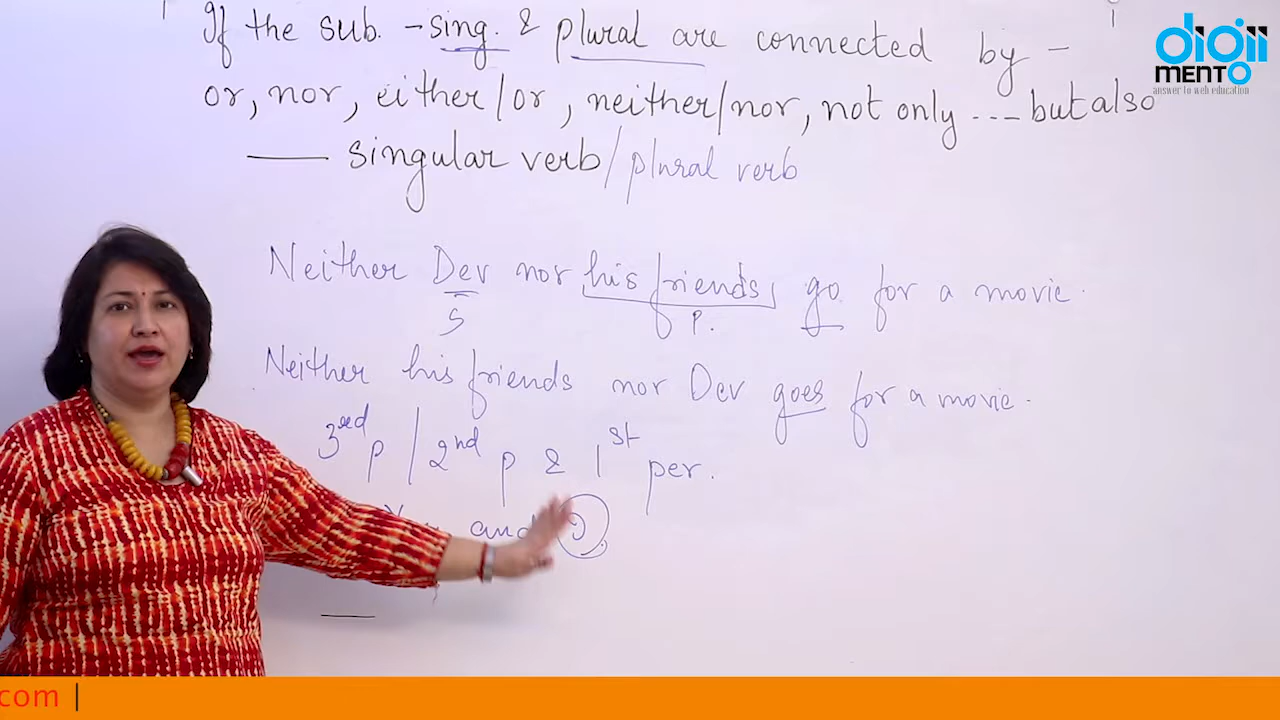 If the sub. - sing. & plural are connected by -
or, nor, either/or, neither/nor, not only --- but also
—— singular verb/plural verb
Neither Dev nor his friends go for a movie.
S P.
Neither his friends nor Dev goes for a movie.
3red p / 2nd p & 1st per.
and
digii
MENTO
answer to web education
com |